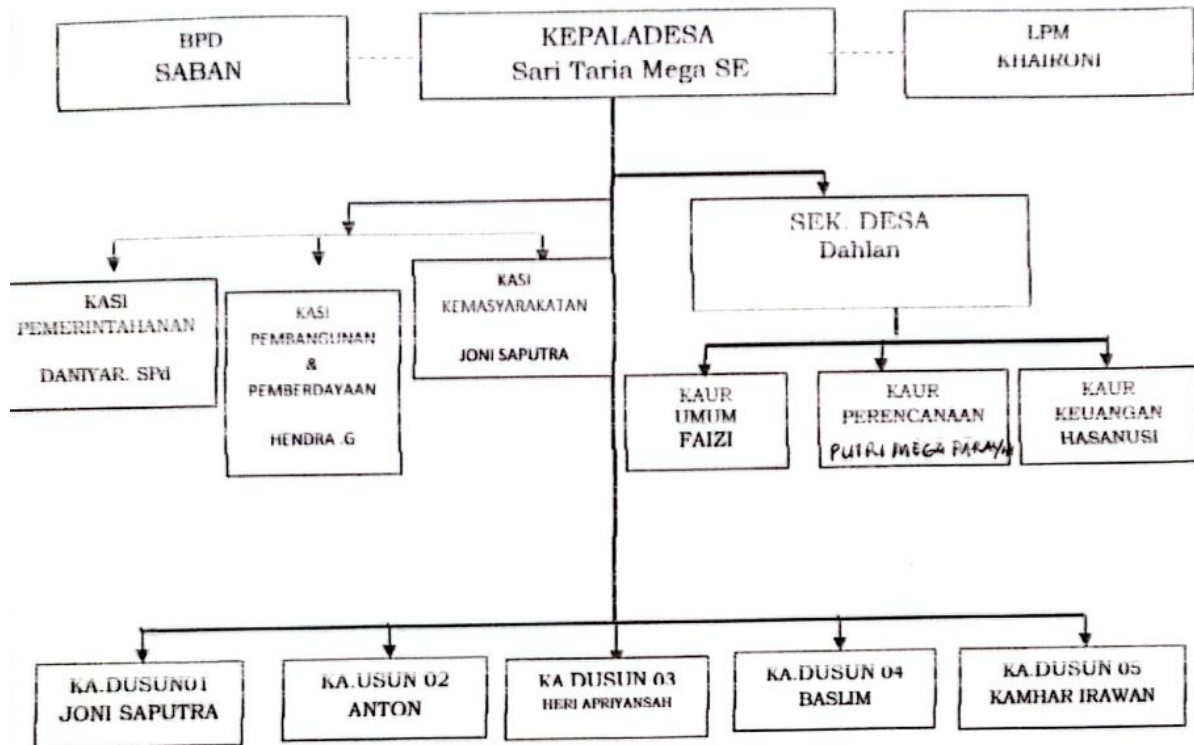 BPD
SABAN
KEPALADESA
Sari Taria Mega SE
LPM
KHAIRONI
SEK. DESA
Dahlan
KASI
PEMERINTAHANAN
DANIYAR. SPd
KASI
PEMBANGUNAN
&
PEMBERDAYAAN
HENDRA .G
KASI
KEMASYARAKATAN
JONI SAPUTRA
KAUR
UMUM
FAIZI
KAUR
PERENCANAAN
PUTRI MEGA
KAUR
KEUANGAN
HASANUSI
KA.DUSUN01
JONI SAPUTRA
KA.USUN 02
ANTON
KA.DUSUN 03
HERI APRIYANSAH
KA.DUSUN 04
BASLIM
KA.DUSUN 05
KAMHAR IRAWAN